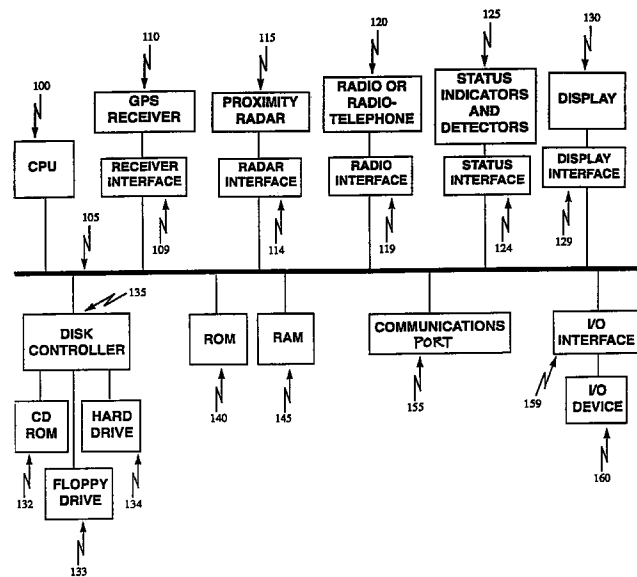 110
115
120
125
130
100
GPS
RECEIVER
PROXIMITY
RADAR
RADIO OR
RADIO-
TELEPHONE
STATUS
INDICATORS
AND
DETECTORS
DISPLAY
CPU
RECEIVER
INTERFACE
RADAR
INTERFACE
RADIO
INTERFACE
STATUS
INTERFACE
DISPLAY
INTERFACE
105
109
114
119
124
129
135
DISK
CONTROLLER
ROM
RAM
COMMUNICATIONS
PORT
I/O
INTERFACE
CD
ROM
HARD
DRIVE
140
145
155
159
I/O
DEVICE
132
FLOPPY
DRIVE
134
160
133